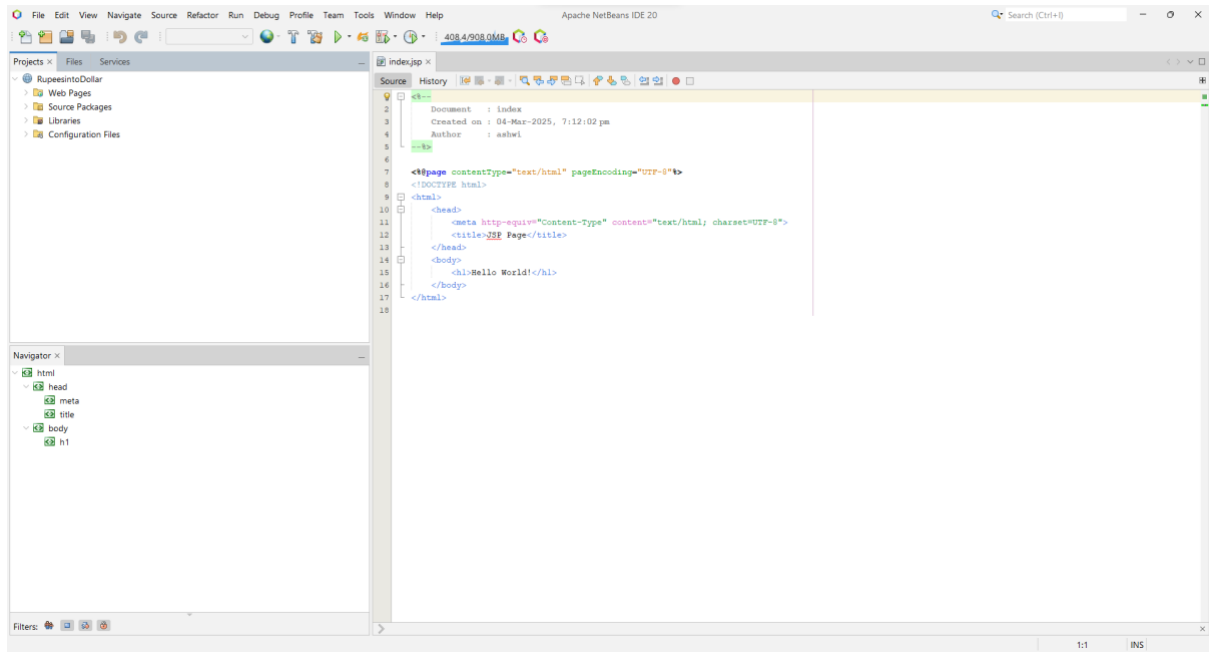 File Edit View Navigate Source Refactor Run Debug Profile Team Tools Window Help Apache NetBeans IDE 20 Search (Ctrl+I)
408.4/908.0MB
Projects Files Services
index.jsp
RupeesintoDollar
Web Pages
Source Packages
Libraries
Configuration Files
Source History
1 <%--
2 Document : index
3 Created on : 04-Mar-2025, 7:12:02 pm
4 Author : ashwi
5 --%>
6
7 <%@page contentType="text/html" pageEncoding="UTF-8"%>
8 <!DOCTYPE html>
9 <html>
10 <head>
11 <meta http-equiv="Content-Type" content="text/html; charset=UTF-8">
12 <title>JSP Page</title>
13 </head>
14 <body>
15 <h1>Hello World!</h1>
16 </body>
17 </html>
18
Navigator
html
head
meta
title
body
h1
Filters:
1:1 INS